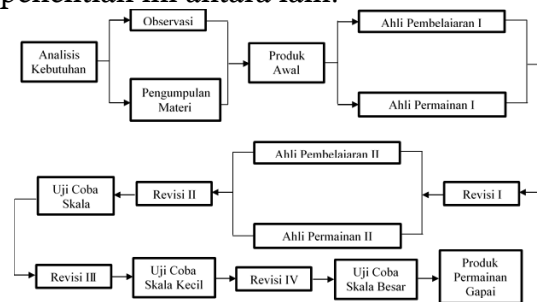 penelitian ini antara lain:
Observasi
Analisis
Kebutuhan
Pengumpulan
Materi
Produk
Awal
Ahli Pembelajaran I
Ahli Permainan I
Ahli Pembelajaran II
Ahli Permainan II
Revisi I
Revisi II
Uji Coba
Skala
Revisi III
Uji Coba
Skala Kecil
Revisi IV
Uji Coba
Skala Besar
Produk
Permainan
Gapai